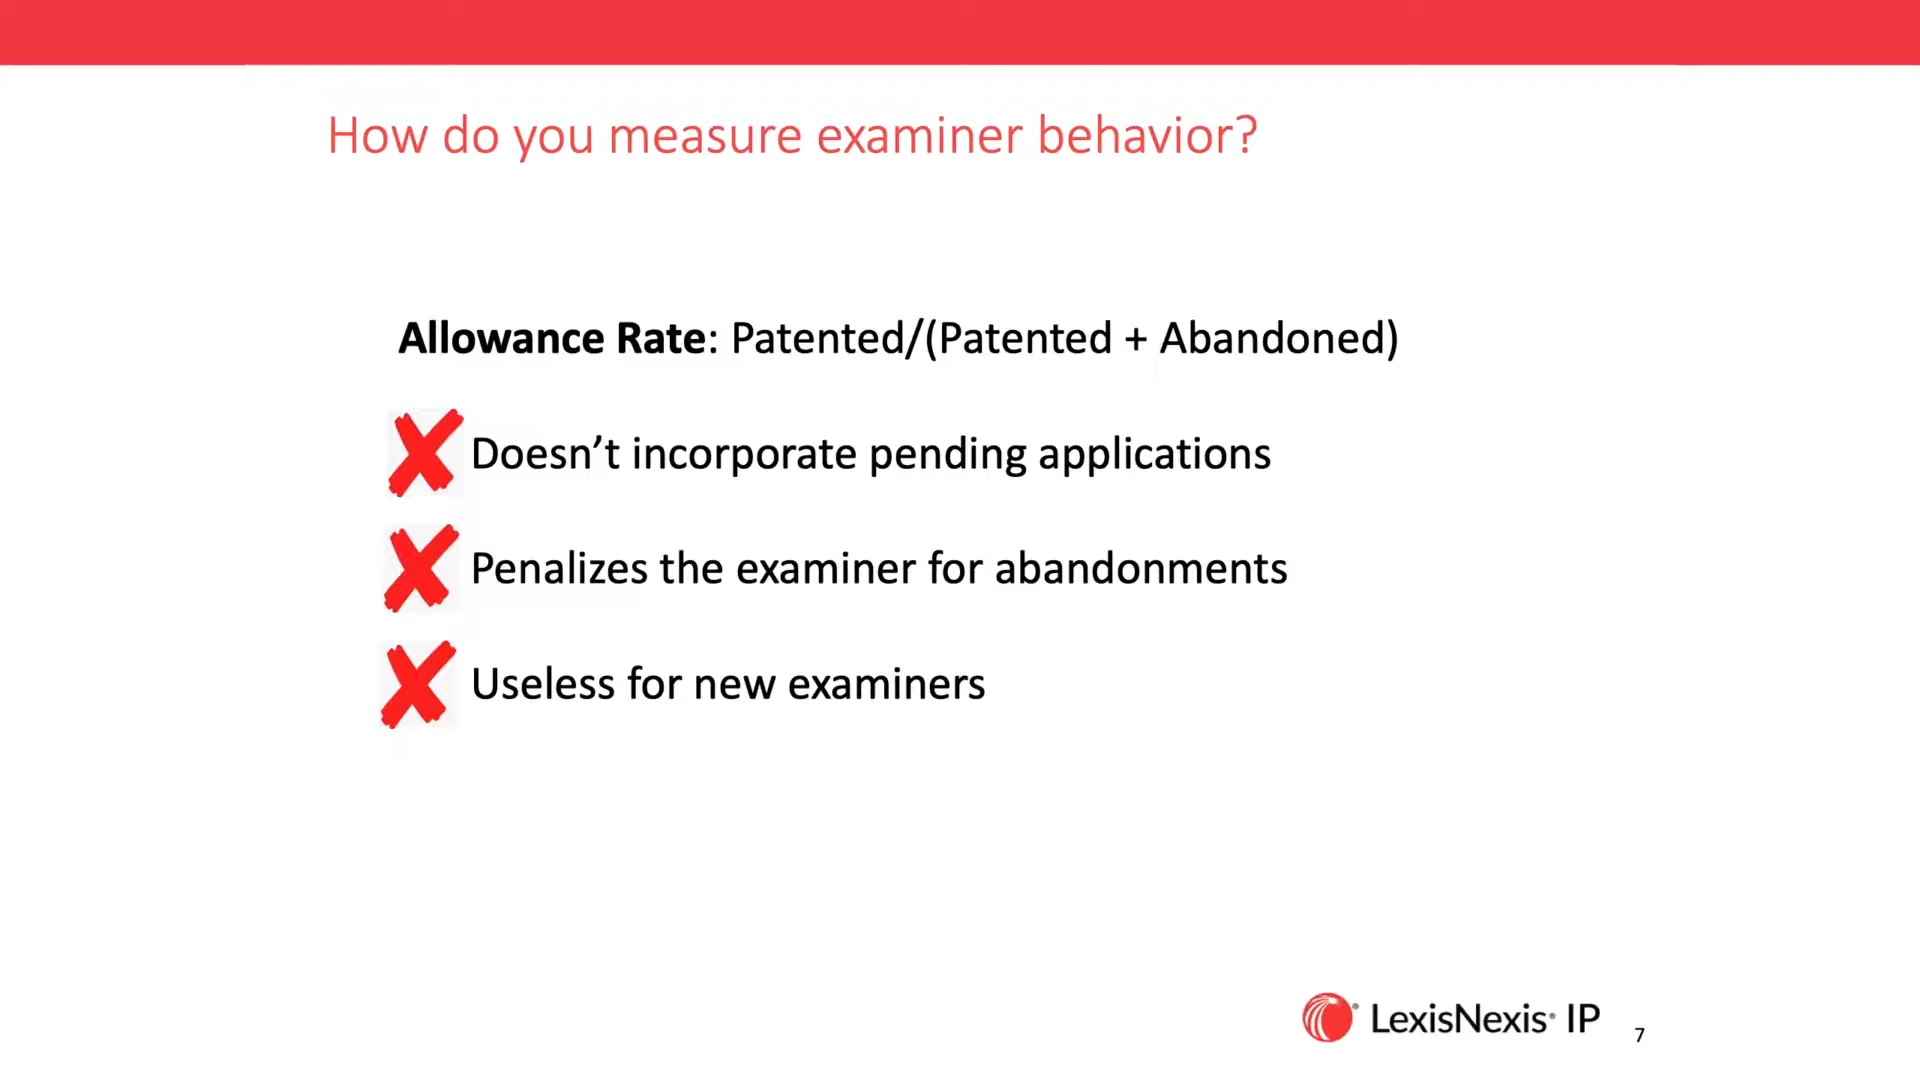 How do you measure examiner behavior?
Allowance Rate: Patented/(Patented + Abandoned)
Doesn’t incorporate pending applications
Penalizes the examiner for abandonments
Useless for new examiners
LexisNexis® IP
7